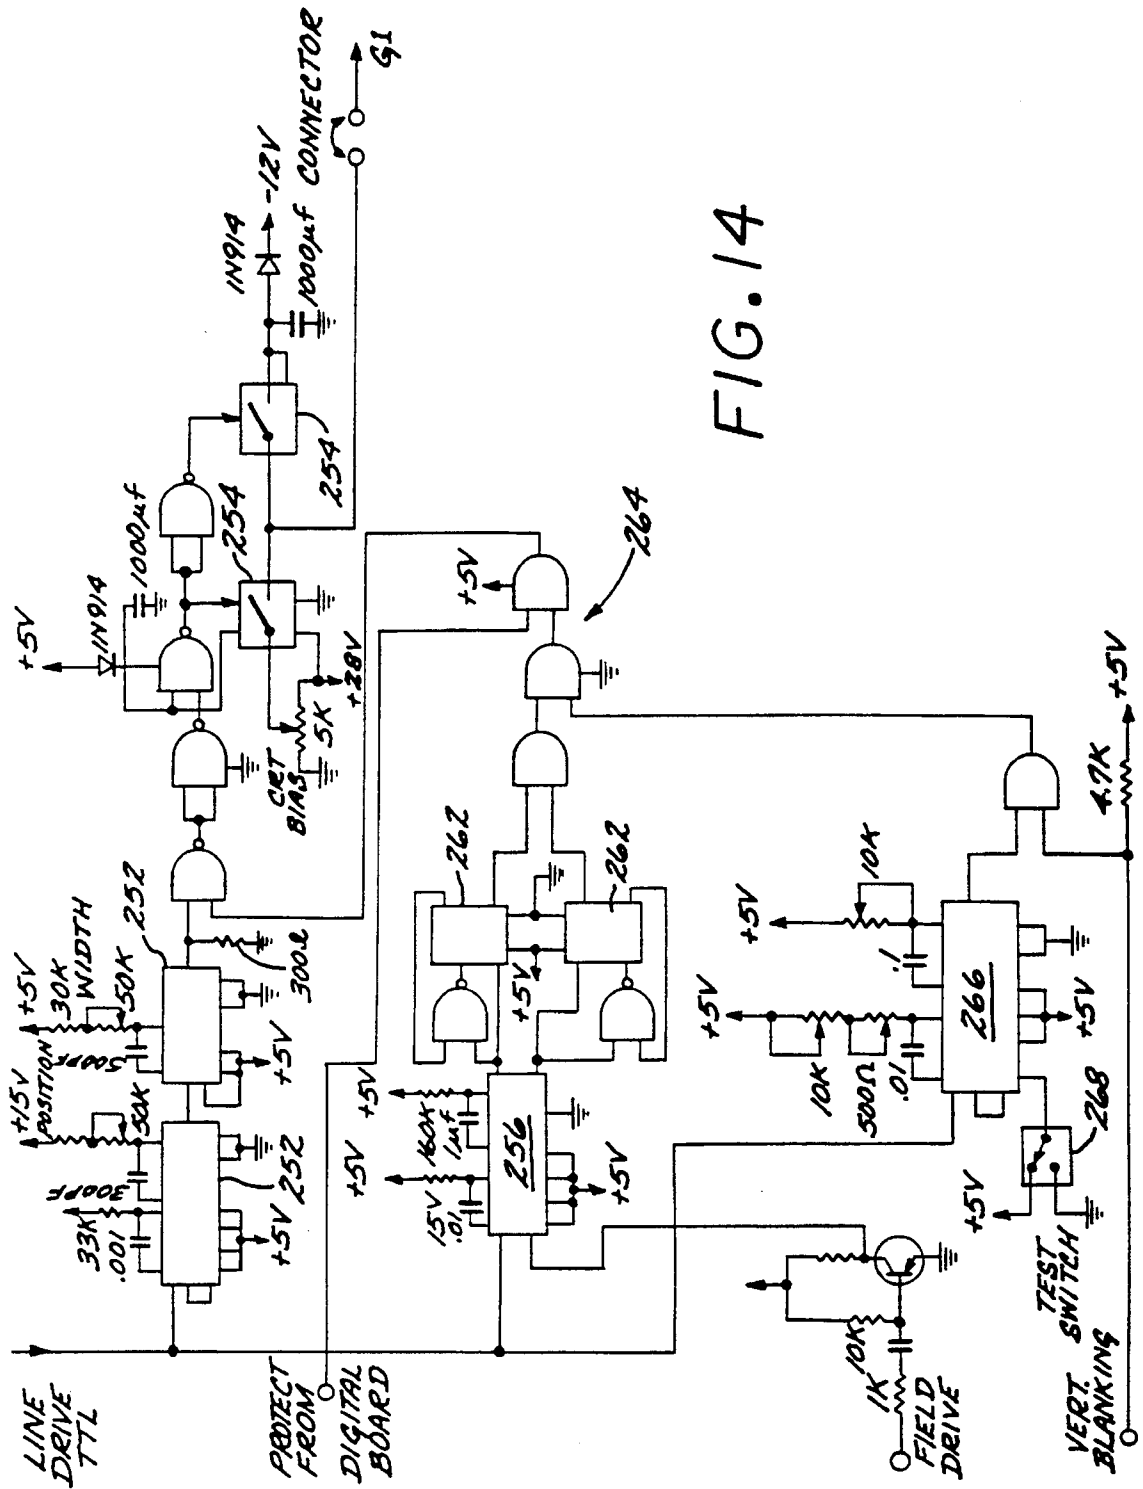 LINE
DRIVE
TTL
+15V
POSITION
33K
.001
300PF
50K
+5V
252
+5V
30K
WIDTH
50K
500PF
252
+5V
300Ω
+5V
1N914
1000µf
254
CRT
BIAS
5K
+28V
254
1N914
-12V
1000µf
CONNECTOR
G1
PROTECT
FROM
DIGITAL
BOARD
+5V
15V
.01
+5V
160K
1µf
256
+5V
262
+5V
262
+5V
264
FIG.14
FIELD
DRIVE
1K
10K
+5V
10K
500Ω
.01
+5V
10K
.1
266
+5V
+5V
268
TEST
SWITCH
VERT.
BLANKING
4.7K
+5V